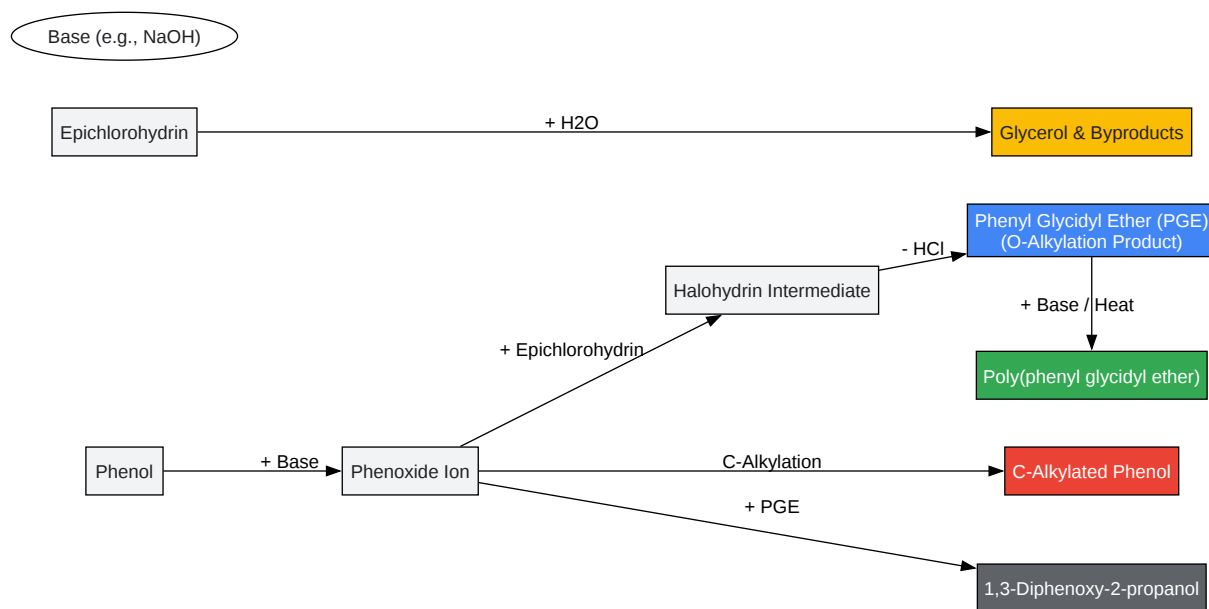 Base (e.g., NaOH)
Epichlorohydrin
+ H2O
Glycerol & Byproducts
Phenyl Glycidyl Ether (PGE)
(O-Alkylation Product)
- HCl
Halohydrin Intermediate
+ Base / Heat
+ Epichlorohydrin
Poly(phenyl glycidyl ether)
Phenol
+ Base
Phenoxide Ion
C-Alkylation
C-Alkylated Phenol
+ PGE
1,3-Diphenoxy-2-propanol